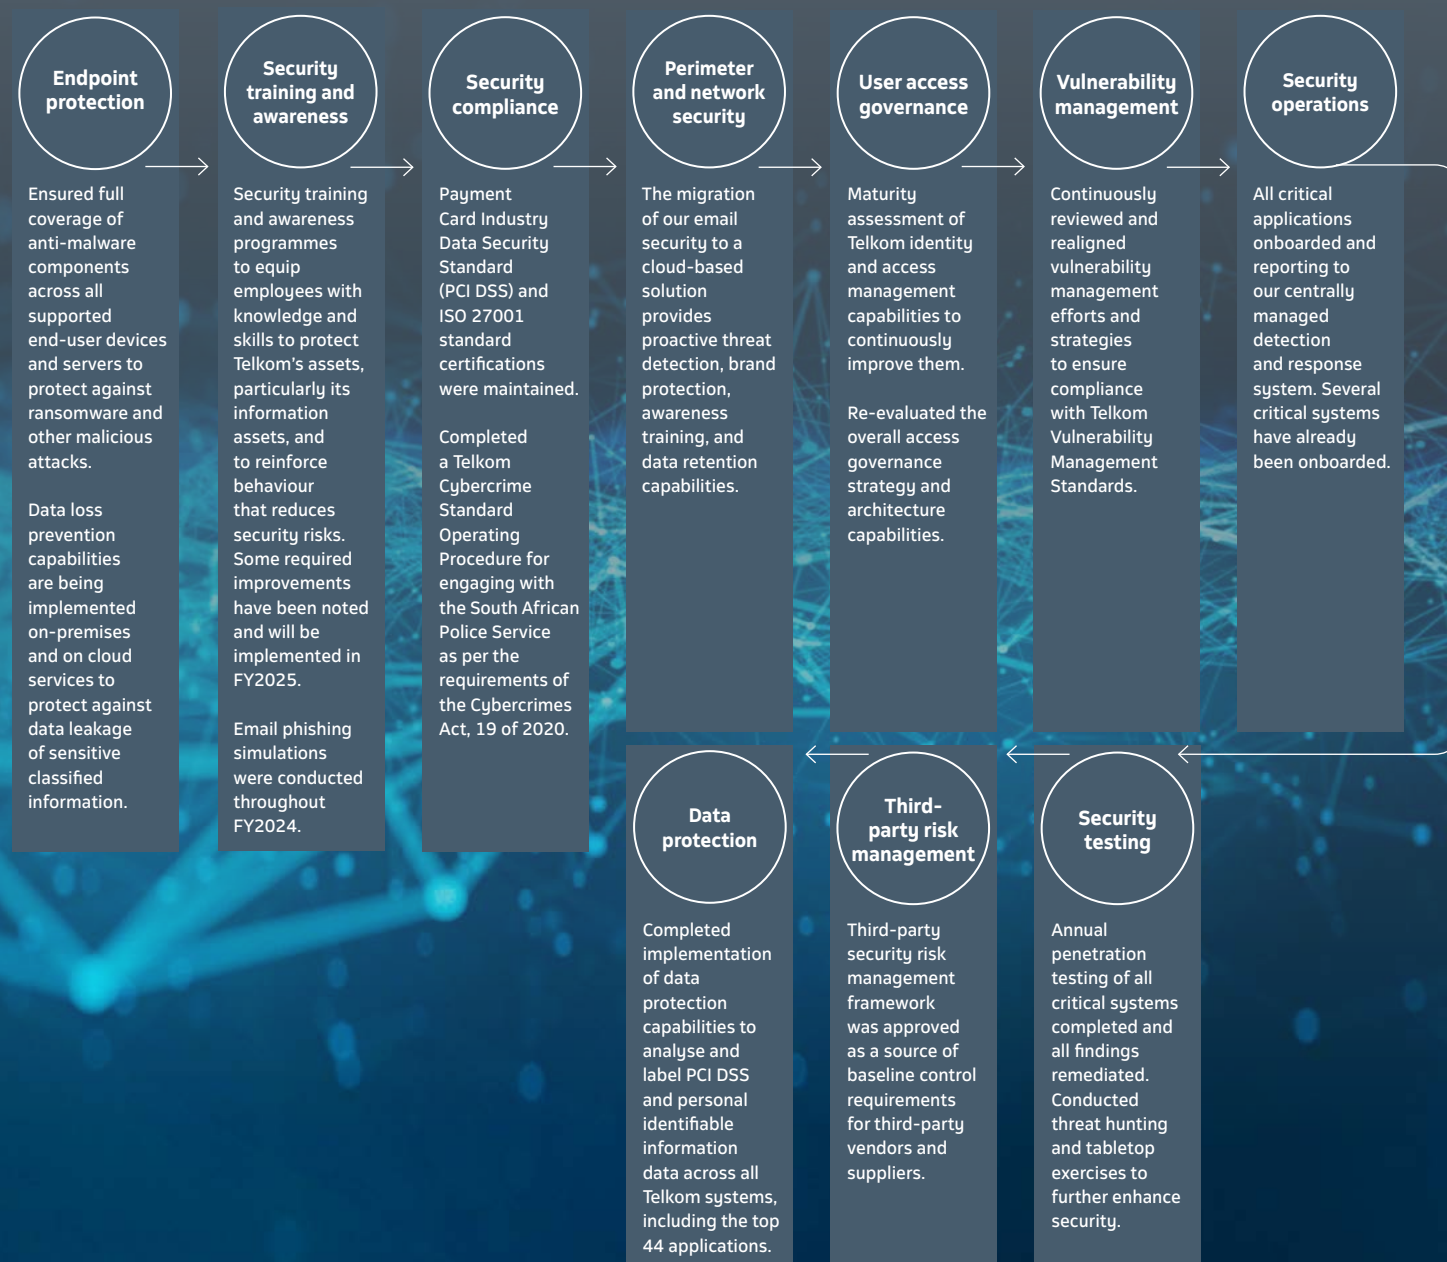 Endpoint
protection
Ensured full
coverage of
anti-malware
components
across all
supported
end-user devices
and servers to
protect against
ransomware and
other malicious
attacks.
Data loss
prevention
capabilities
are being
implemented
on-premises
and on cloud
services to
protect against
data leakage
of sensitive
classified
information.
Security
training and
awareness
Security training
and awareness
programmes
to equip
employees with
knowledge and
skills to protect
Telkom's assets,
particularly its
information
assets, and
to reinforce
behaviour
that reduces
security risks.
Some required
improvements
have been noted
and will be
implemented in
FY2025.
Email phishing
simulations
were conducted
throughout
FY2024.
Security
compliance
Payment
Card Industry
Data Security
Standard
(PCI DSS) and
ISO 27001
standard
certifications
were maintained.
Completed
a Telkom
Cybercrime
Standard
Operating
Procedure for
engaging with
the South African
Police Service
as per the
requirements of
the Cybercrimes
Act, 19 of 2020.
Perimeter
and network
security
The migration
of our email
security to a
cloud-based
solution
provides
proactive threat
detection, brand
protection,
awareness
training, and
data retention
capabilities.
User access
governance
Maturity
assessment of
Telkom identity
and access
management
capabilities to
continuously
improve them.
Re-evaluated the
overall access
governance
strategy and
architecture
capabilities.
Vulnerability
management
Continuously
reviewed and
realigned
vulnerability
management
efforts and
strategies
to ensure
compliance
with Telkom
Vulnerability
Management
Standards.
Security
operations
All critical
applications
onboarded and
reporting to
our centrally
managed
detection
and response
system. Several
critical systems
have already
been onboarded.
Security
testing
Annual
penetration
testing of all
critical systems
completed and
all findings
remediated.
Conducted
threat hunting
and tabletop
exercises to
further enhance
security.
Third-
party risk
management
Third-party
security risk
management
framework
was approved
as a source of
baseline control
requirements
for third-party
vendors and
suppliers.
Data
protection
Completed
implementation
of data
protection
capabilities to
analyse and
label PCI DSS
and personal
identifiable
information
data across all
Telkom systems,
including the top
44 applications.